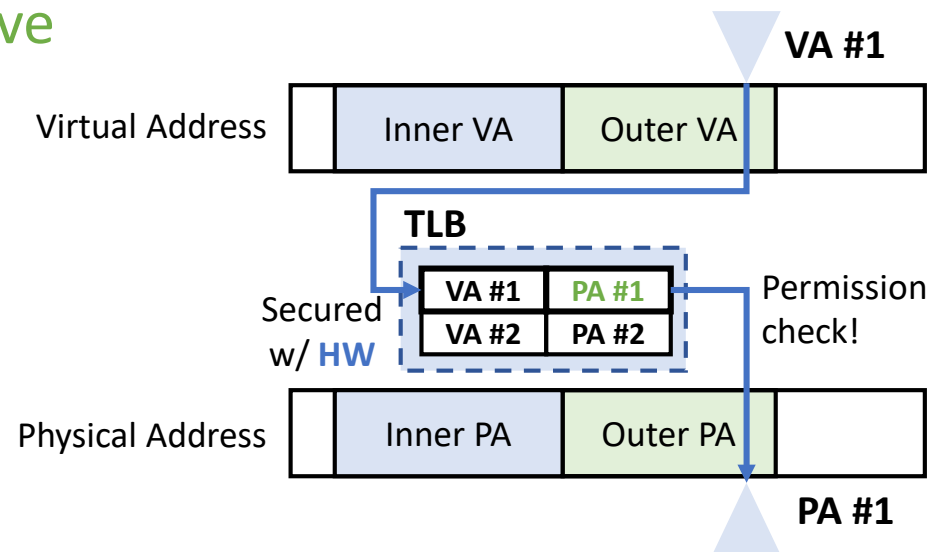 ve
VA #1
Virtual Address
Inner VA
Outer VA
TLB
VA #1
PA #1
VA #2
PA #2
Secured
w/ HW
Permission
check!
Physical Address
Inner PA
Outer PA
PA #1